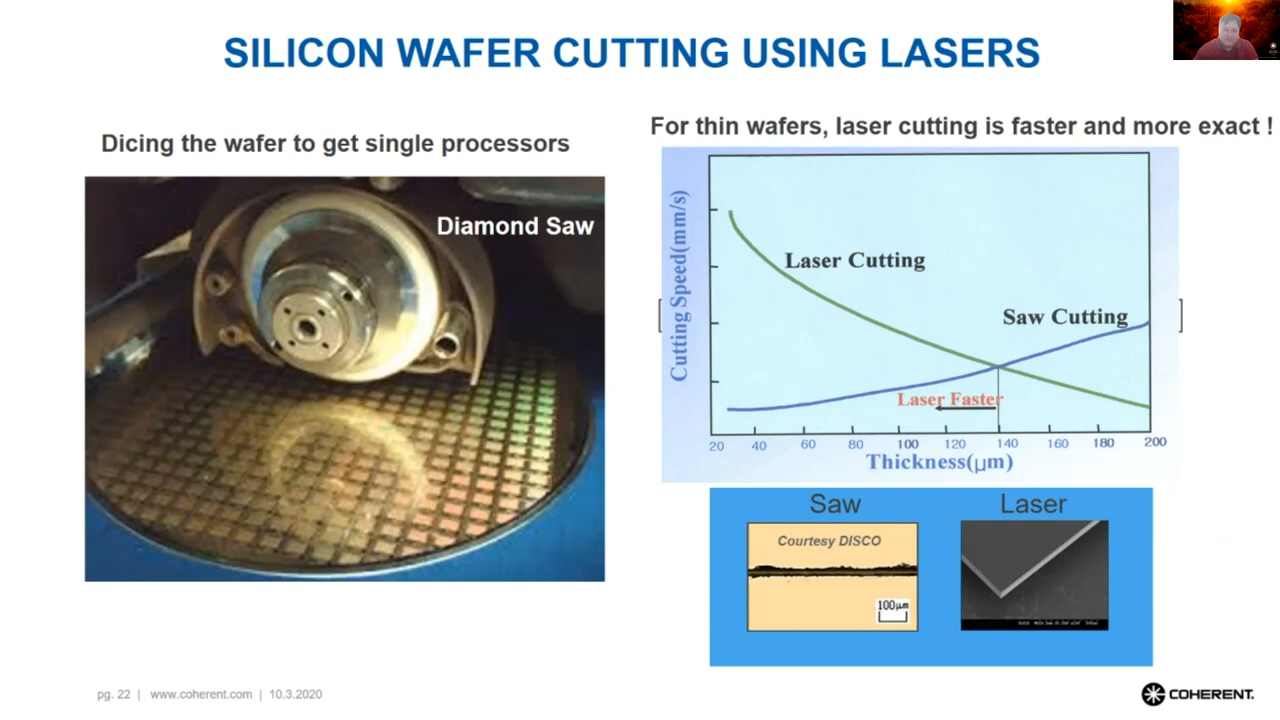 SILICON WAFER CUTTING USING LASERS
Dicing the wafer to get single processors
Diamond Saw
For thin wafers, laser cutting is faster and more exact !
Cutting Speed(mm/s)
Laser Cutting
Saw Cutting
Laser Faster
20 40 60 80 100 120 140 160 180 200
Thickness(μm)
Saw
Laser
Courtesy DISCO
100μm
pg. 22 | www.coherent.com | 10.3.2020
COHERENT.